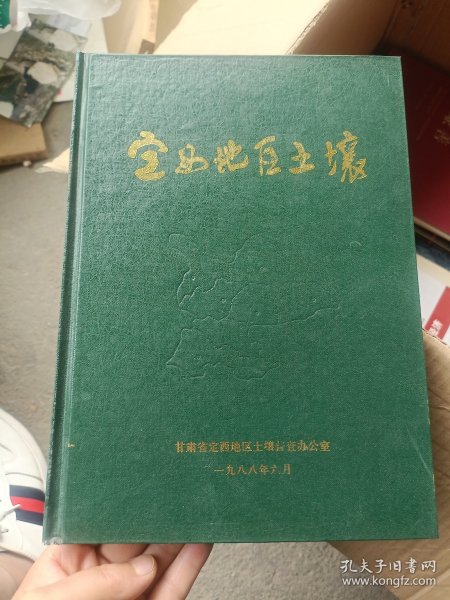 定西地区土壤
甘肃省定西地区土壤普查办公室
一九八八年六月
孔夫子旧书网
www.kongfz.com